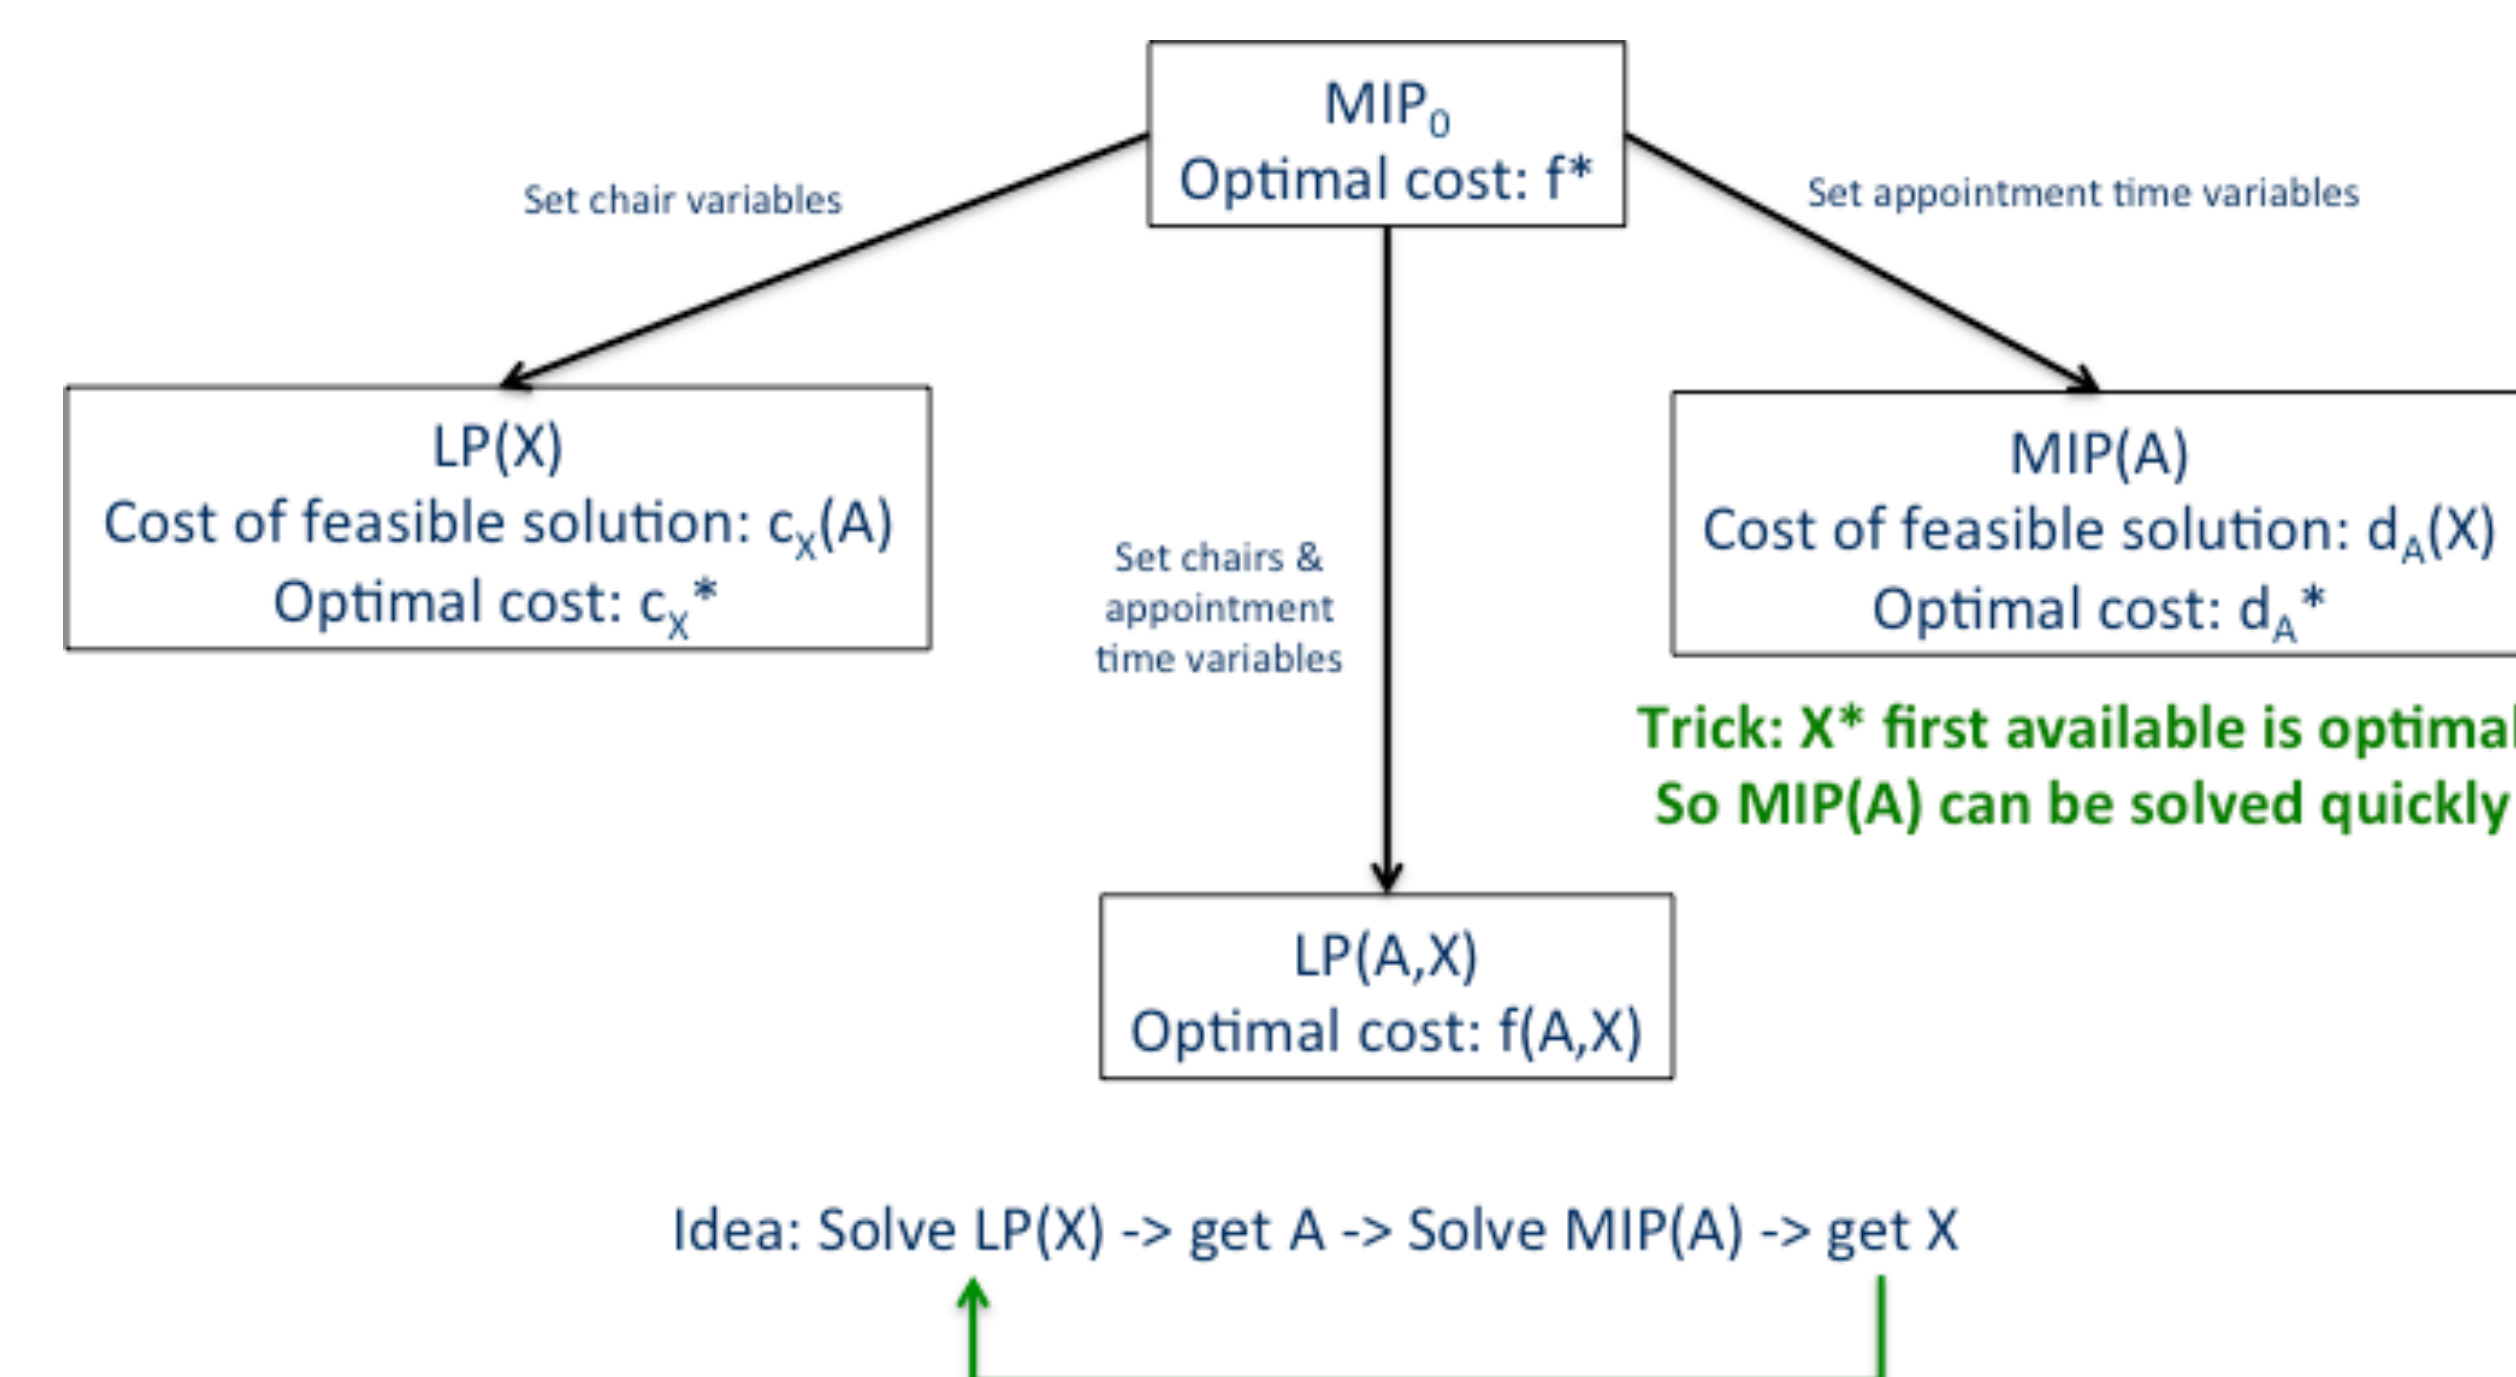 MIP₀
Optimal cost: f*
Set chair variables
Set appointment time variables
LP(X)
Cost of feasible solution: cₓ(A)
Optimal cost: cₓ*
MIP(A)
Cost of feasible solution: d_A(X)
Optimal cost: d_A*
Set chairs &
appointment
time variables
Trick: X* first available is optimal
So MIP(A) can be solved quickly
LP(A,X)
Optimal cost: f(A,X)
Idea: Solve LP(X) -> get A -> Solve MIP(A) -> get X